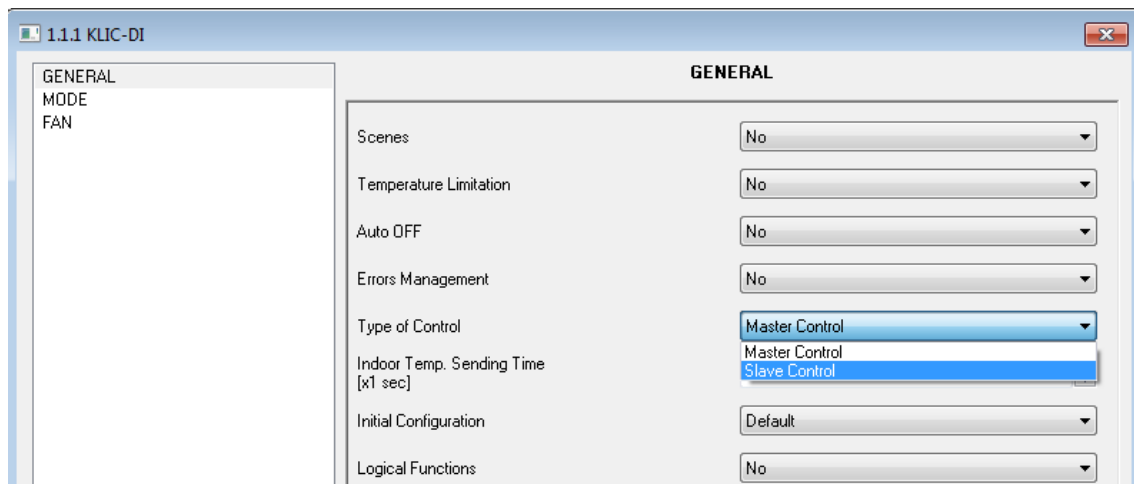 1.1.1 KLIC-DI
GENERAL
MODE
FAN
GENERAL
Scenes No
Temperature Limitation No
Auto OFF No
Errors Management No
Type of Control Master Control
Master Control
Slave Control
Indoor Temp. Sending Time
[x1 sec]
Initial Configuration Default
Logical Functions No